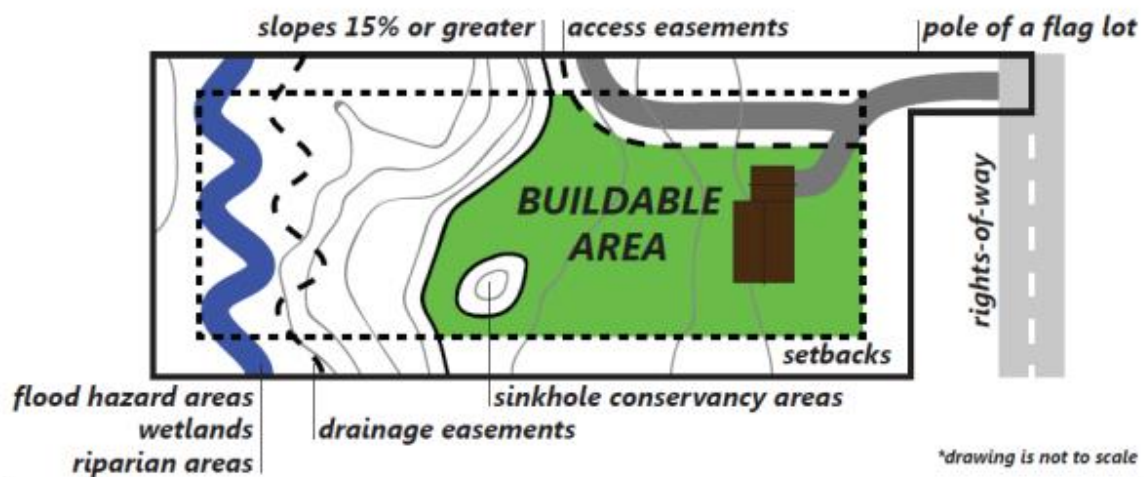 slopes 15% or greater
access easements
pole of a flag lot
BUILDABLE
AREA
rights-of-way
setbacks
flood hazard areas
wetlands
riparian areas
drainage easements
sinkhole conservancy areas
*drawing is not to scale